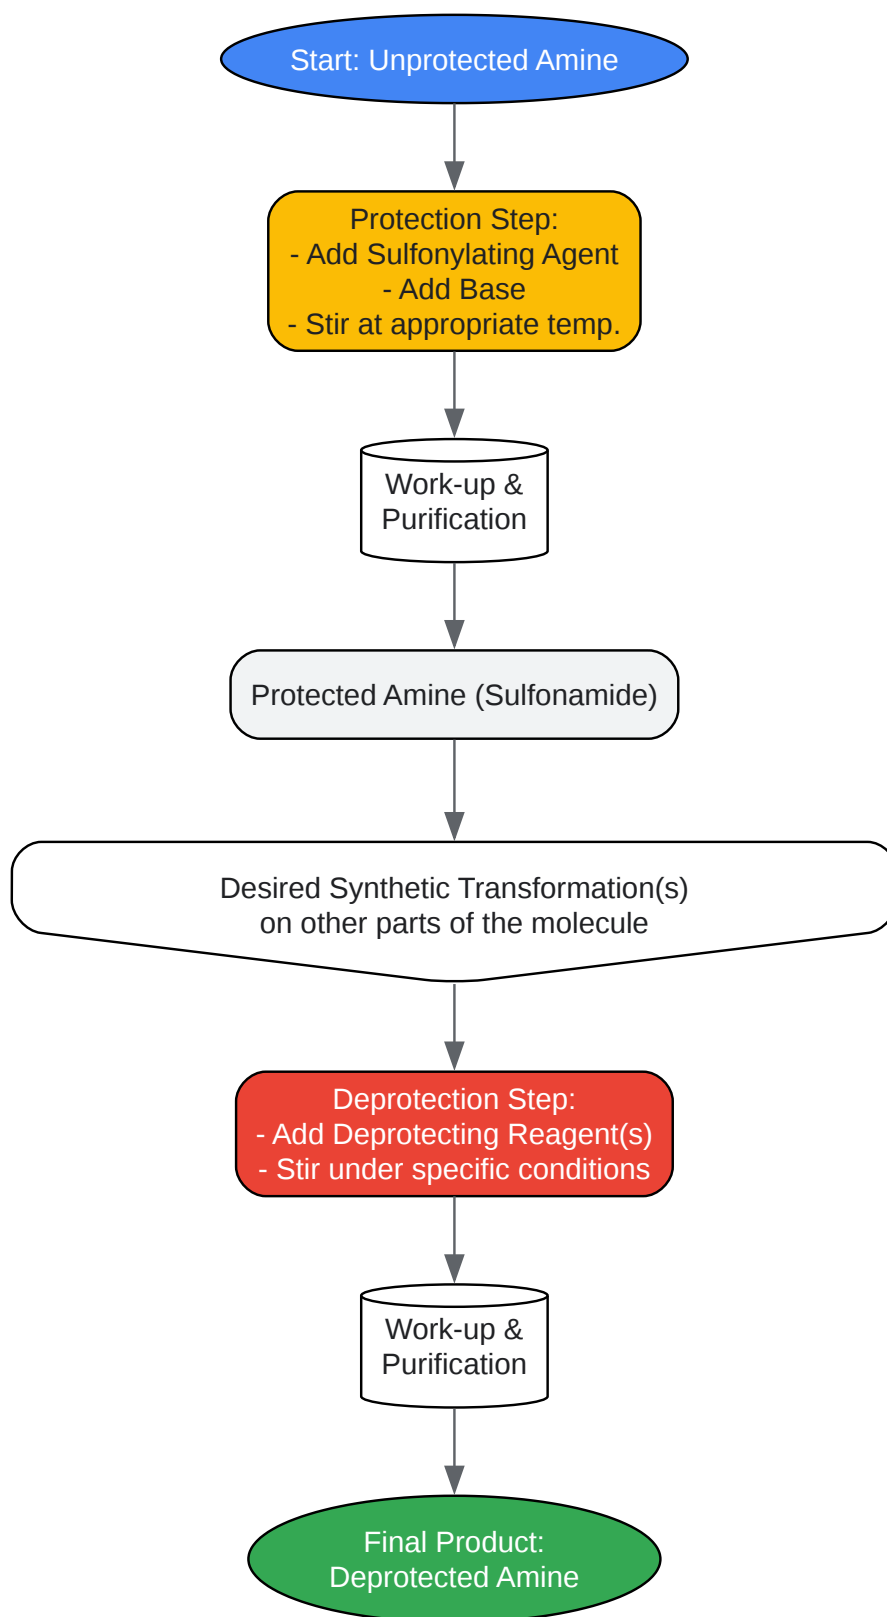 Start: Unprotected Amine
Protection Step:
- Add Sulfonylating Agent
- Add Base
- Stir at appropriate temp.
Work-up &
Purification
Protected Amine (Sulfonamide)
Desired Synthetic Transformation(s)
on other parts of the molecule
Deprotection Step:
- Add Deprotecting Reagent(s)
- Stir under specific conditions
Work-up &
Purification
Final Product:
Deprotected Amine